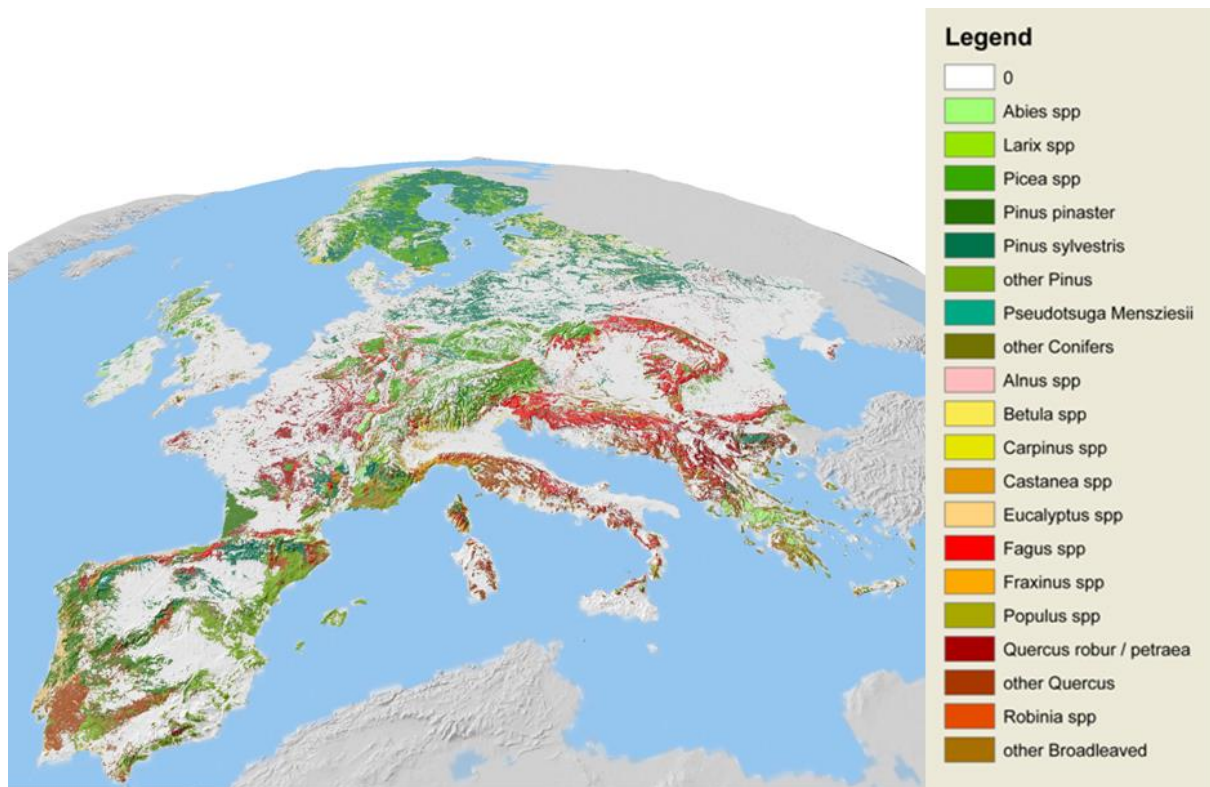 Legend
0
Abies spp
Larix spp
Picea spp
Pinus pinaster
Pinus sylvestris
other Pinus
Pseudotsuga Mensziesii
other Conifers
Alnus spp
Betula spp
Carpinus spp
Castanea spp
Eucalyptus spp
Fagus spp
Fraxinus spp
Populus spp
Quercus robur / petraea
other Quercus
Robinia spp
other Broadleaved